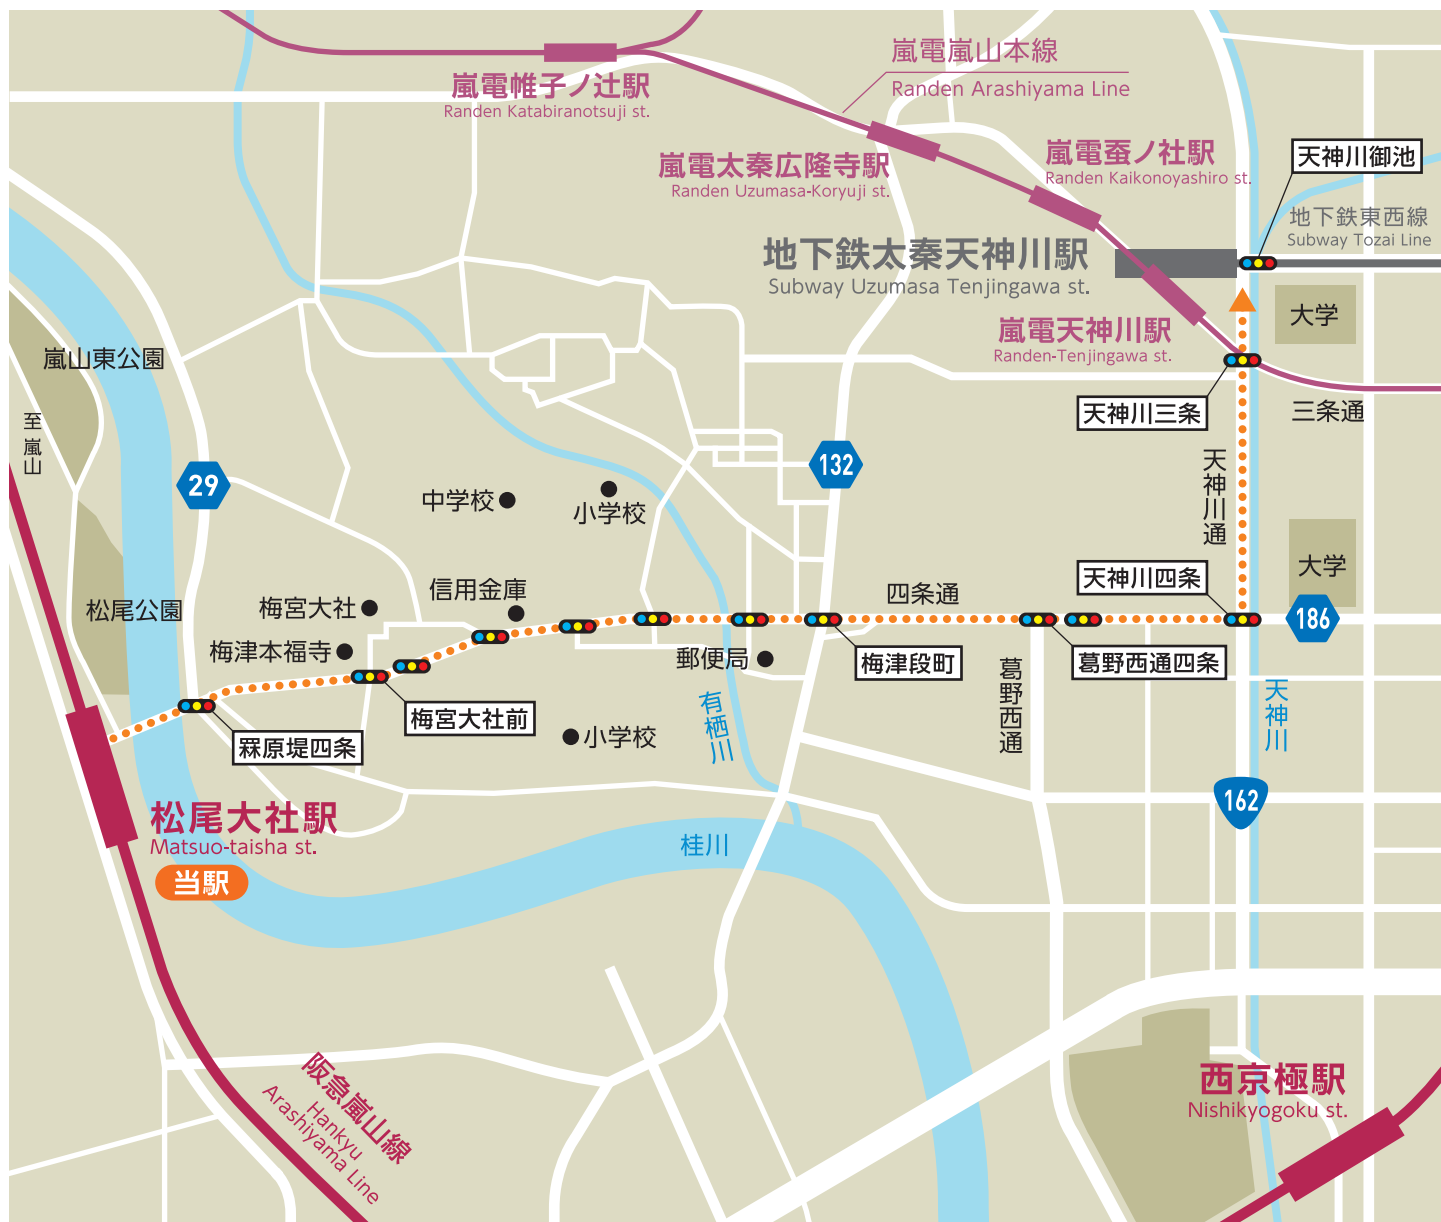 嵐電嵐山本線
Randen Arashiyama Line
嵐電帷子ノ辻駅
Randen Katabiranotsuji st.
嵐電太秦広隆寺駅
Randen Uzumasa-Koryuji st.
嵐電蚕ノ社駅
Randen Kaikonoyashiro st.
天神川御池
地下鉄東西線
Subway Tozai Line
地下鉄太秦天神川駅
Subway Uzumasa Tenjingawa st.
嵐電天神川駅
Randen-Tenjingawa st.
大学
嵐山東公園
至 嵐山
天神川三条
三条通
132
29
天神川通
中学校
小学校
天神川四条
大学
186
四条通
信用金庫
梅宮大社
松尾公園
梅津本福寺
郵便局
梅津段町
葛野西通四条
葛野西通
天神川
有栖川
梅宮大社前
罧原堤四条
小学校
162
松尾大社駅
Matsuo-taisha st.
当駅
桂川
阪急嵐山線
Hankyu
Arashiyama Line
西京極駅
Nishikyogoku st.